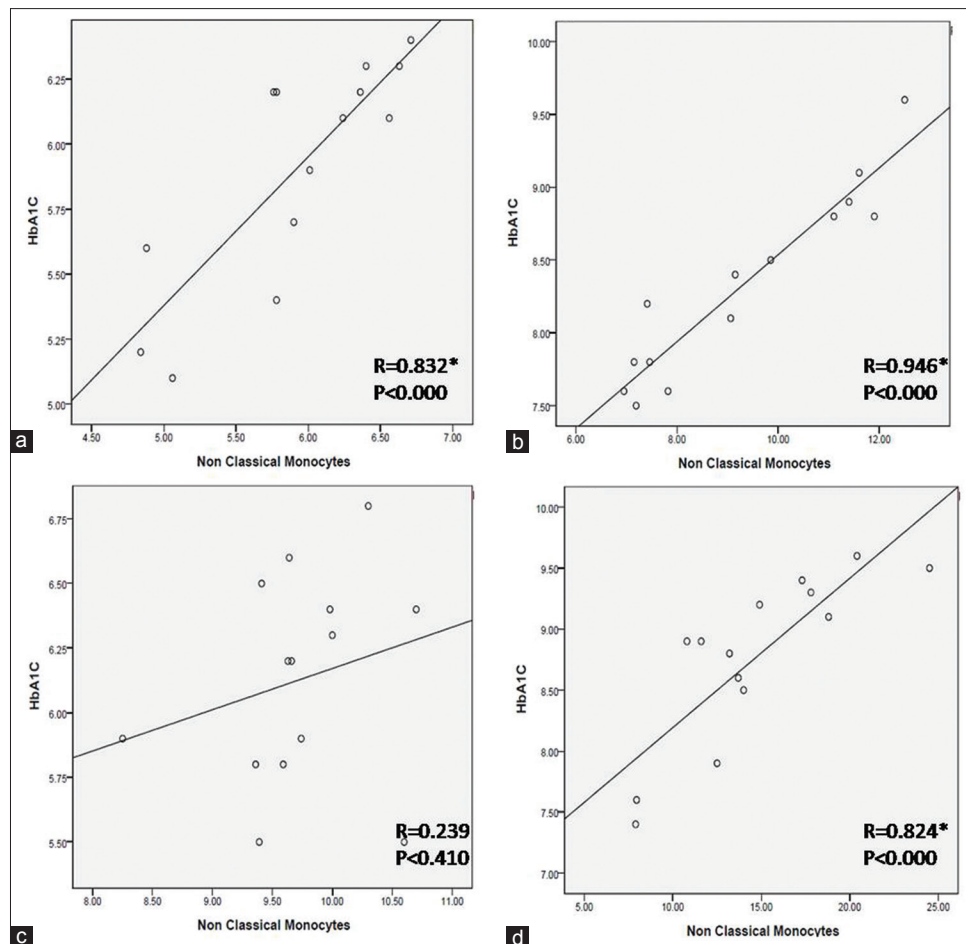 6.25
6.00
5.75
5.50
5.25
5.00
HbA1C
4.50 5.00 5.50 6.00 6.50 7.00
Non Classical Monocytes
R=0.832*
P<0.000
a
10.00
9.50
9.00
8.50
8.00
7.50
HbA1C
6.00 8.00 10.00 12.00
Non Classical Monocytes
R=0.946*
P<0.000
b
6.75
6.50
6.25
6.00
5.75
5.50
HbA1C
8.00 8.50 9.00 9.50 10.00 10.50 11.00
Non Classical Monocytes
R=0.239
P<0.410
c
10.00
9.50
9.00
8.50
8.00
7.50
7.00
HbA1C
5.00 10.00 15.00 20.00 25.00
Non Classical Monocytes
R=0.824*
P<0.000
d